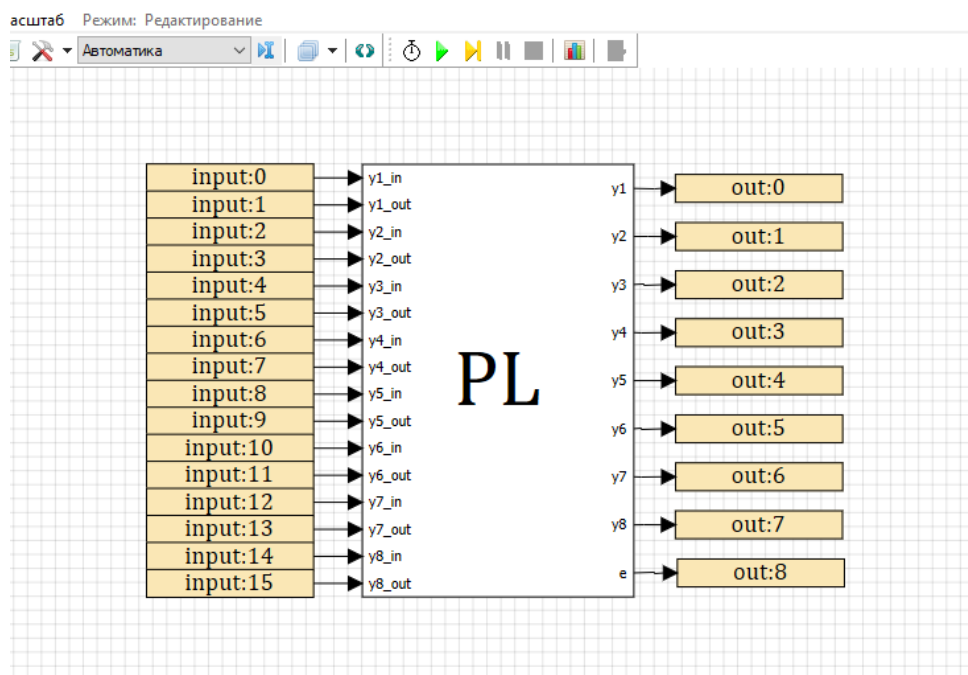 асштаб Режим: Редактирование
Автоматика
input:0
input:1
input:2
input:3
input:4
input:5
input:6
input:7
input:8
input:9
input:10
input:11
input:12
input:13
input:14
input:15
y1_in
y1_out
y2_in
y2_out
y3_in
y3_out
y4_in
y4_out
y5_in
y5_out
y6_in
y6_out
y7_in
y7_out
y8_in
y8_out
PL
y1
y2
y3
y4
y5
y6
y7
y8
e
out:0
out:1
out:2
out:3
out:4
out:5
out:6
out:7
out:8